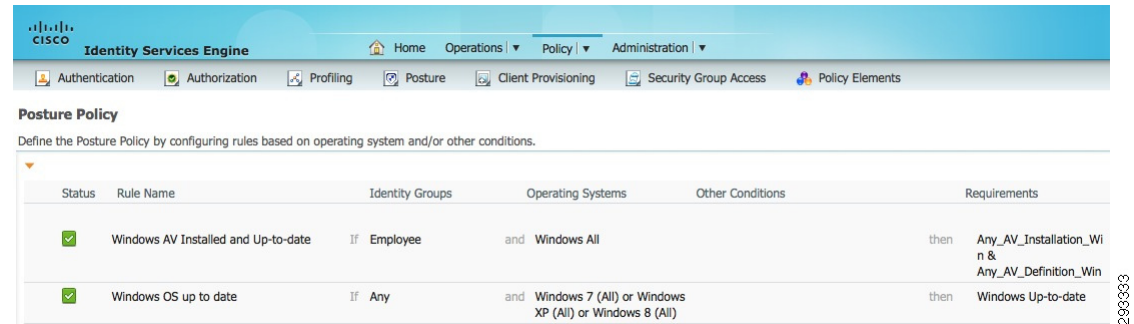 CISCO
Identity Services Engine
Home Operations | ▼ Policy | ▼ Administration | ▼
Authentication Authorization Profiling Posture Client Provisioning Security Group Access Policy Elements
Posture Policy
Define the Posture Policy by configuring rules based on operating system and/or other conditions.
Status Rule Name Identity Groups Operating Systems Other Conditions Requirements
Windows AV Installed and Up-to-date If Employee and Windows All then Any_AV_Installation_Wi
n &
Any_AV_Definition_Win
Windows OS up to date If Any and Windows 7 (All) or Windows then Windows Up-to-date
XP (All) or Windows 8 (All)
293333